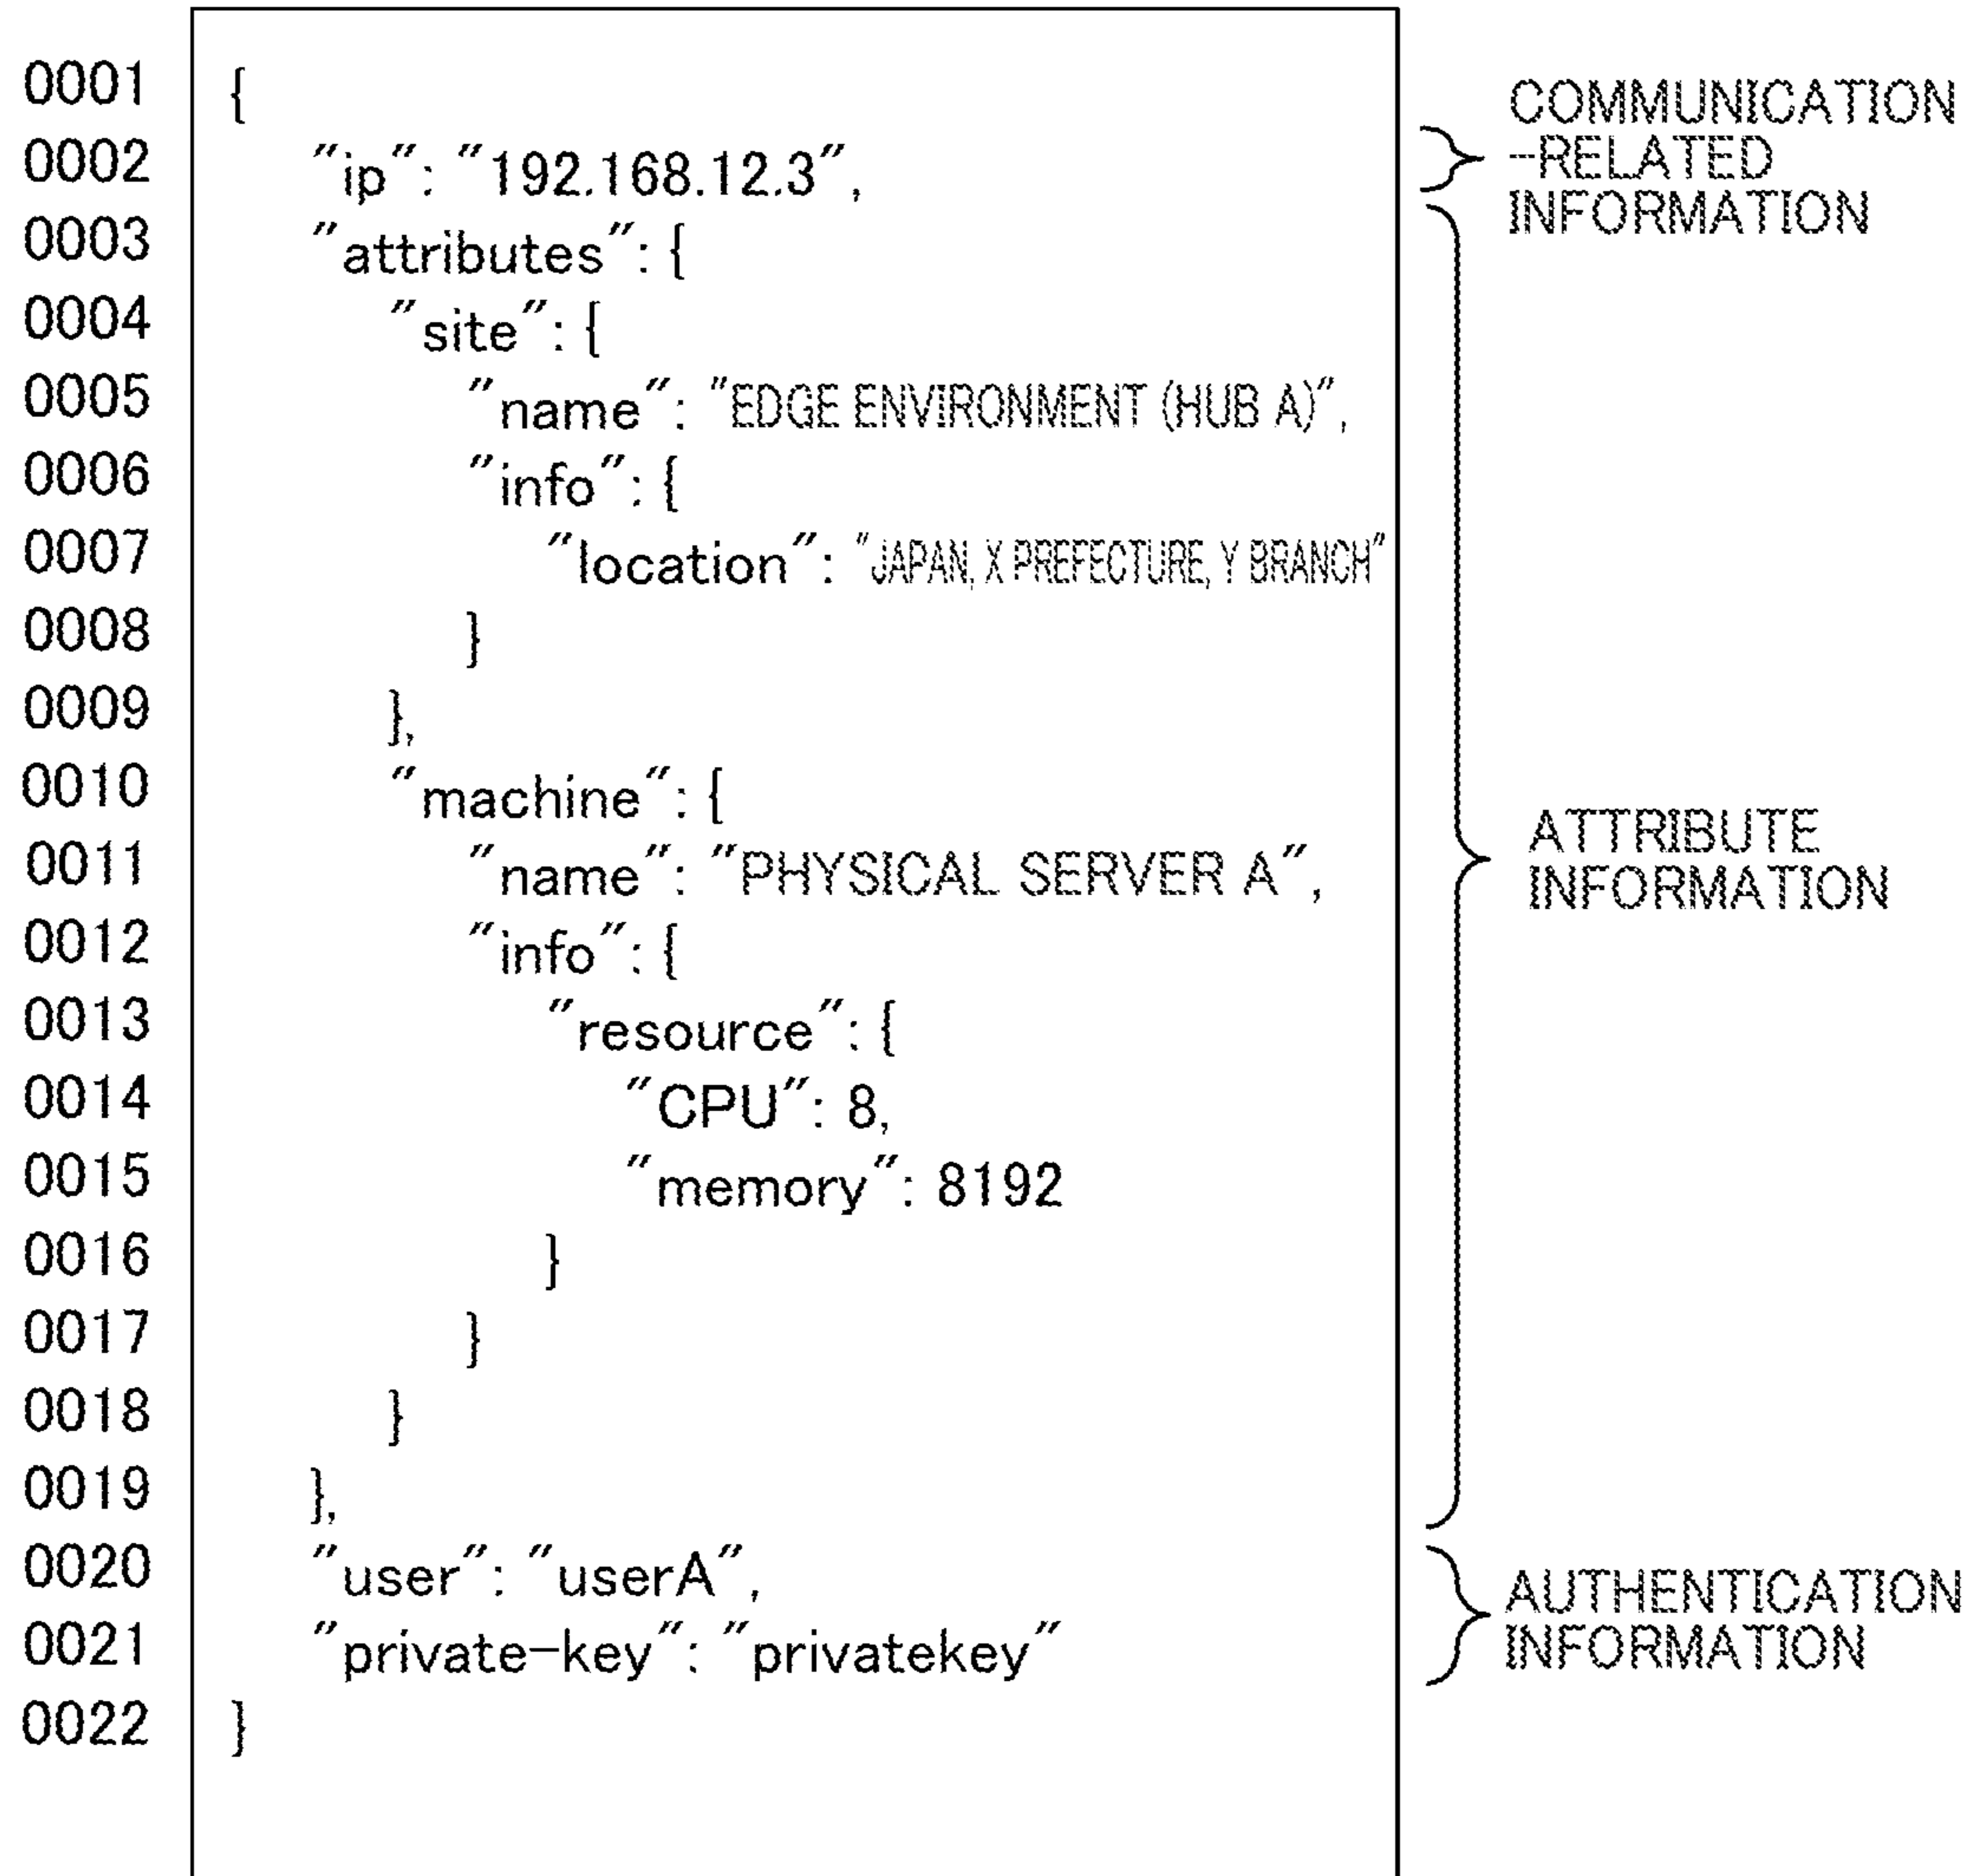 0001 {
0002 "ip": "192.168.12.3",
0003 "attributes": {
0004 "site": {
0005 "name": "EDGE ENVIRONMENT (HUB A)",
0006 "info": {
0007 "location": "JAPAN, X PREFECTURE, Y BRANCH"
0008 }
0009 },
0010 "machine": {
0011 "name": "PHYSICAL SERVER A",
0012 "info": {
0013 "resource": {
0014 "CPU": 8,
0015 "memory": 8192
0016 }
0017 }
0018 }
0019 },
0020 "user": "userA",
0021 "private-key": "privatekey"
0022 }
COMMUNICATION
-RELATED
INFORMATION
ATTRIBUTE
INFORMATION
AUTHENTICATION
INFORMATION